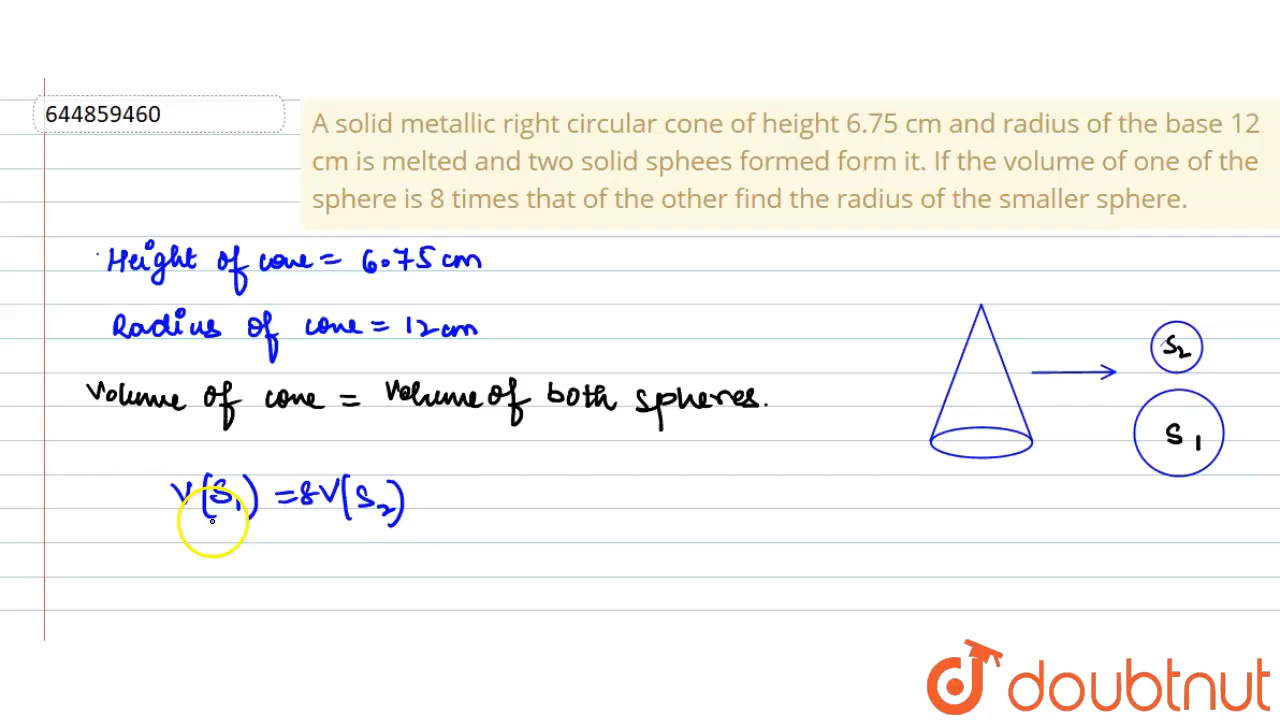 644859460
A solid metallic right circular cone of height 6.75 cm and radius of the base 12
cm is melted and two solid sphees formed form it. If the volume of one of the
sphere is 8 times that of the other find the radius of the smaller sphere.
Height of cone = 6.75 cm
Radius of cone = 12 cm
Volume of cone = Volume of both spheres.
V(S₁) = 8V(S₂)
S₂
S₁
doubtnut